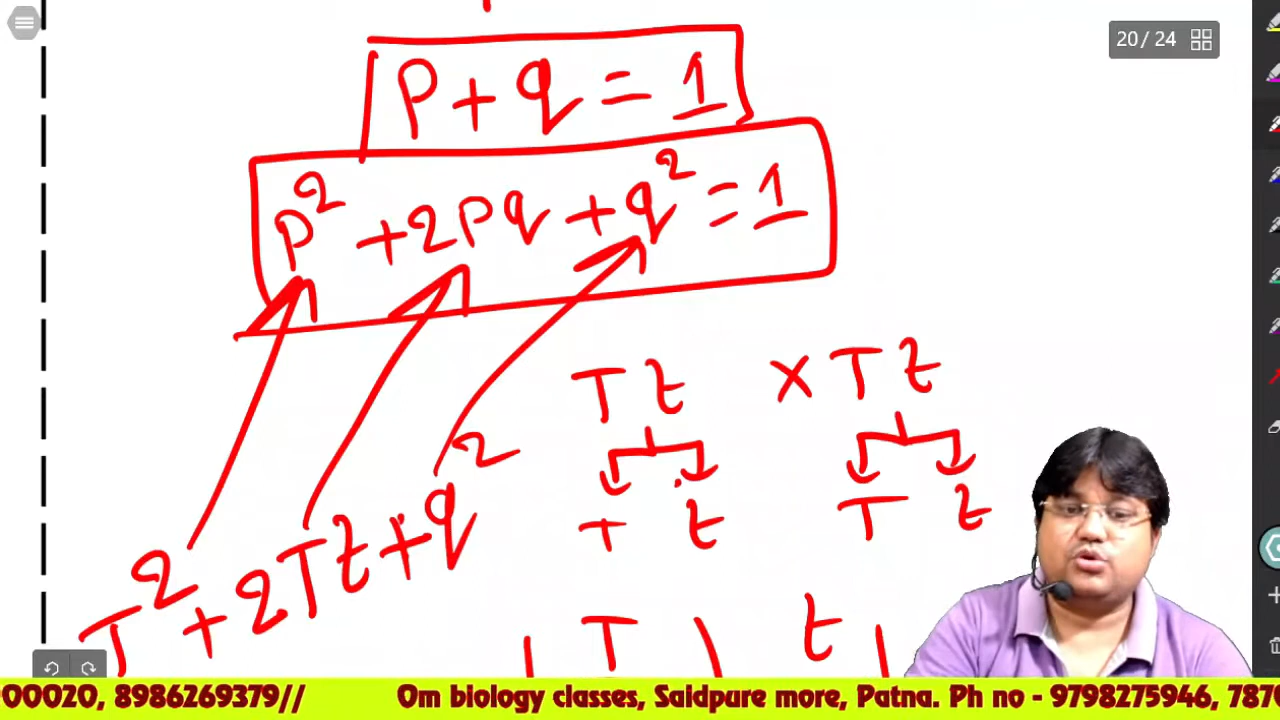 20 / 24
P + q = 1
p² + 2pq + q² = 1
Tt × Tt
T t T t
T² + 2Tt + q²
T t
00020, 8986269379// Om biology classes, Saidpure more, Patna. Ph no - 9798275946, 787